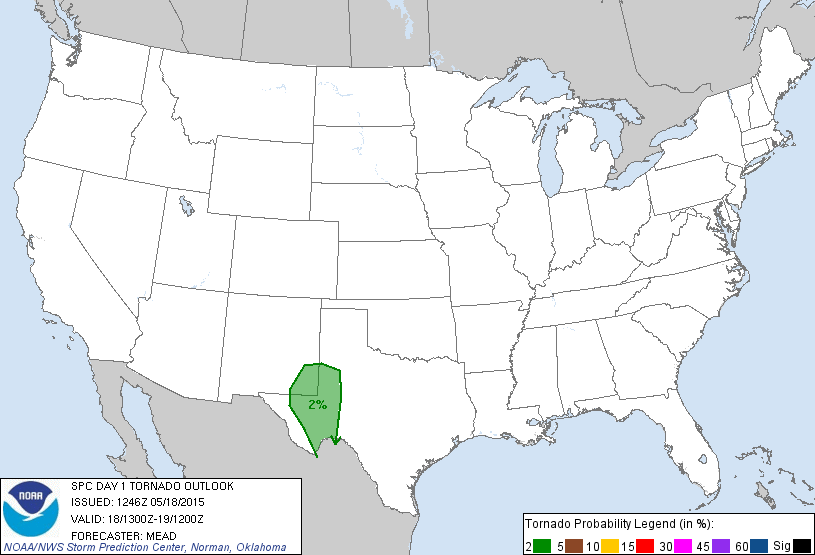 2%
NOAA
SPC DAY 1 TORNADO OUTLOOK
ISSUED: 1246Z 05/18/2015
VALID: 18/1300Z-19/1200Z
FORECASTER: MEAD
NOAA/NWS Storm Prediction Center, Norman, Oklahoma
Tornado Probability Legend (in %):
2 5 10 15 30 45 60 Sig